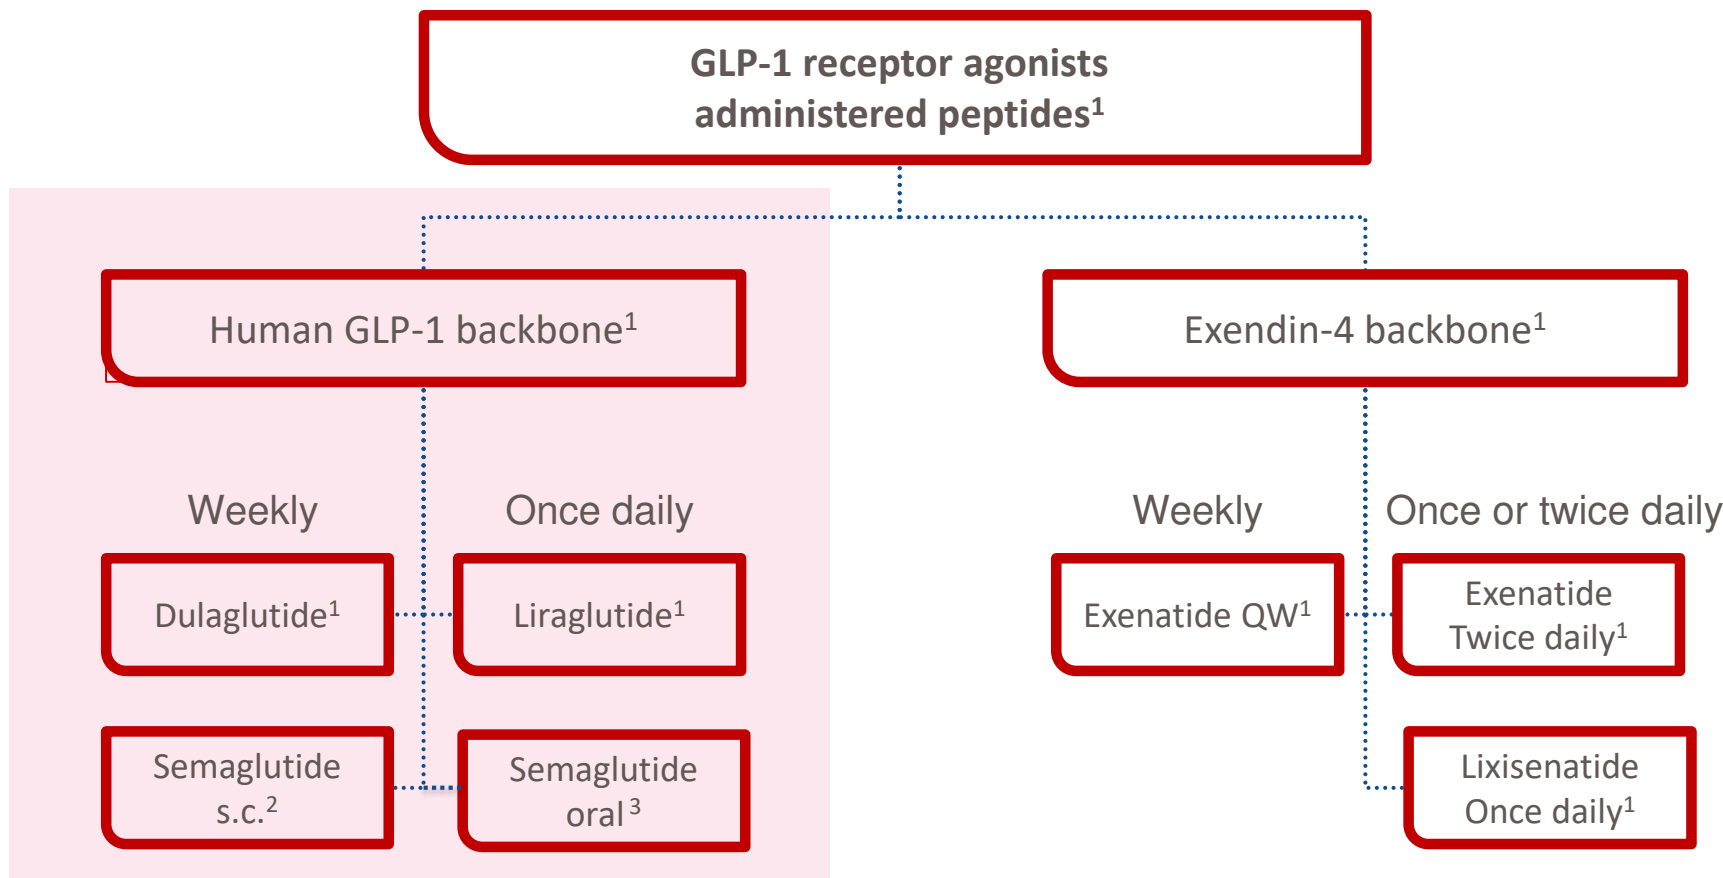 GLP-1 receptor agonists
administered peptides¹
Human GLP-1 backbone¹
Exendin-4 backbone¹
Weekly
Once daily
Weekly
Once or twice daily
Dulaglutide¹
Liraglutide¹
Exenatide QW¹
Exenatide
Twice daily¹
Semaglutide
s.c.²
Semaglutide
oral³
Lixisenatide
Once daily¹